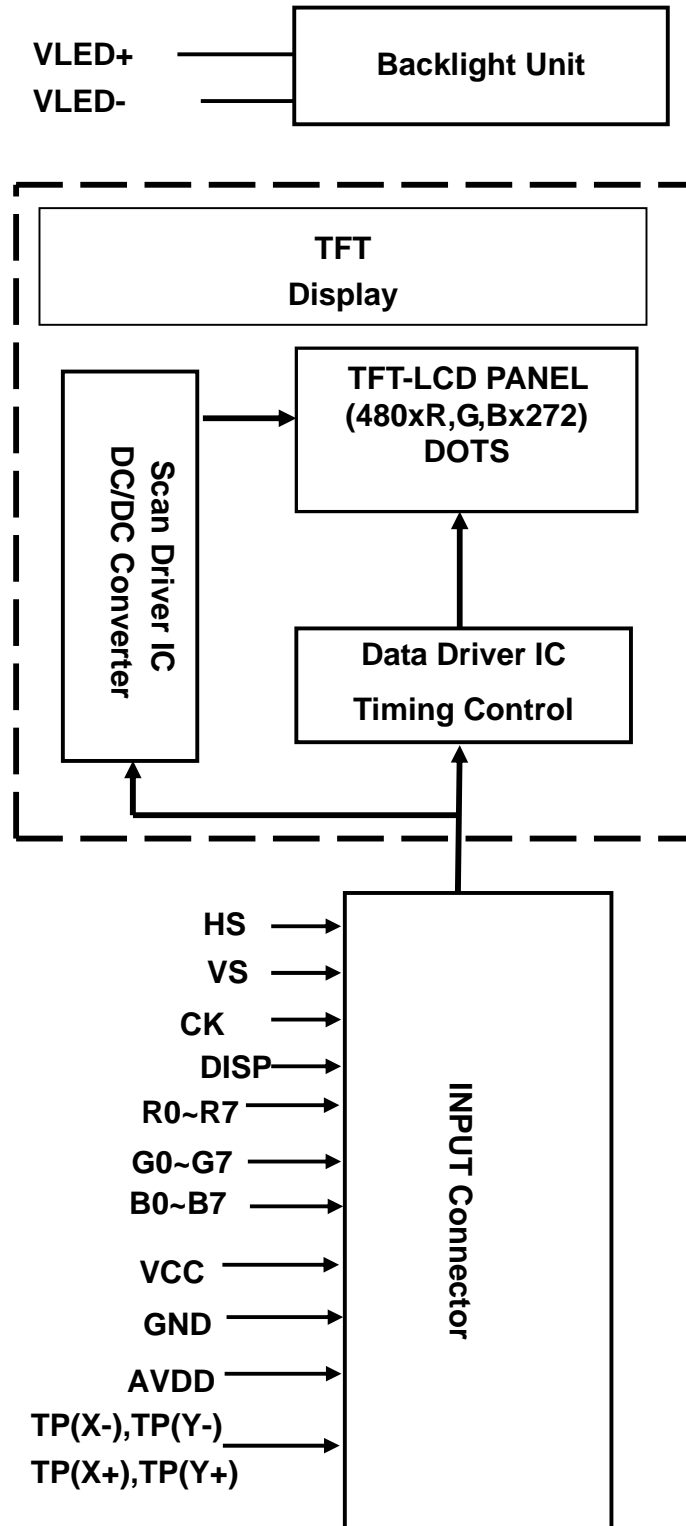 VLED+
VLED-
Backlight Unit
TFT
Display
TFT-LCD PANEL
(480xR,G,Bx272)
DOTS
Scan Driver IC
DC/DC Converter
Data Driver IC
Timing Control
HS
VS
CK
DISP
R0~R7
G0~G7
B0~B7
VCC
GND
AVDD
TP(X-),TP(Y-)
TP(X+),TP(Y+)
INPUT Connector